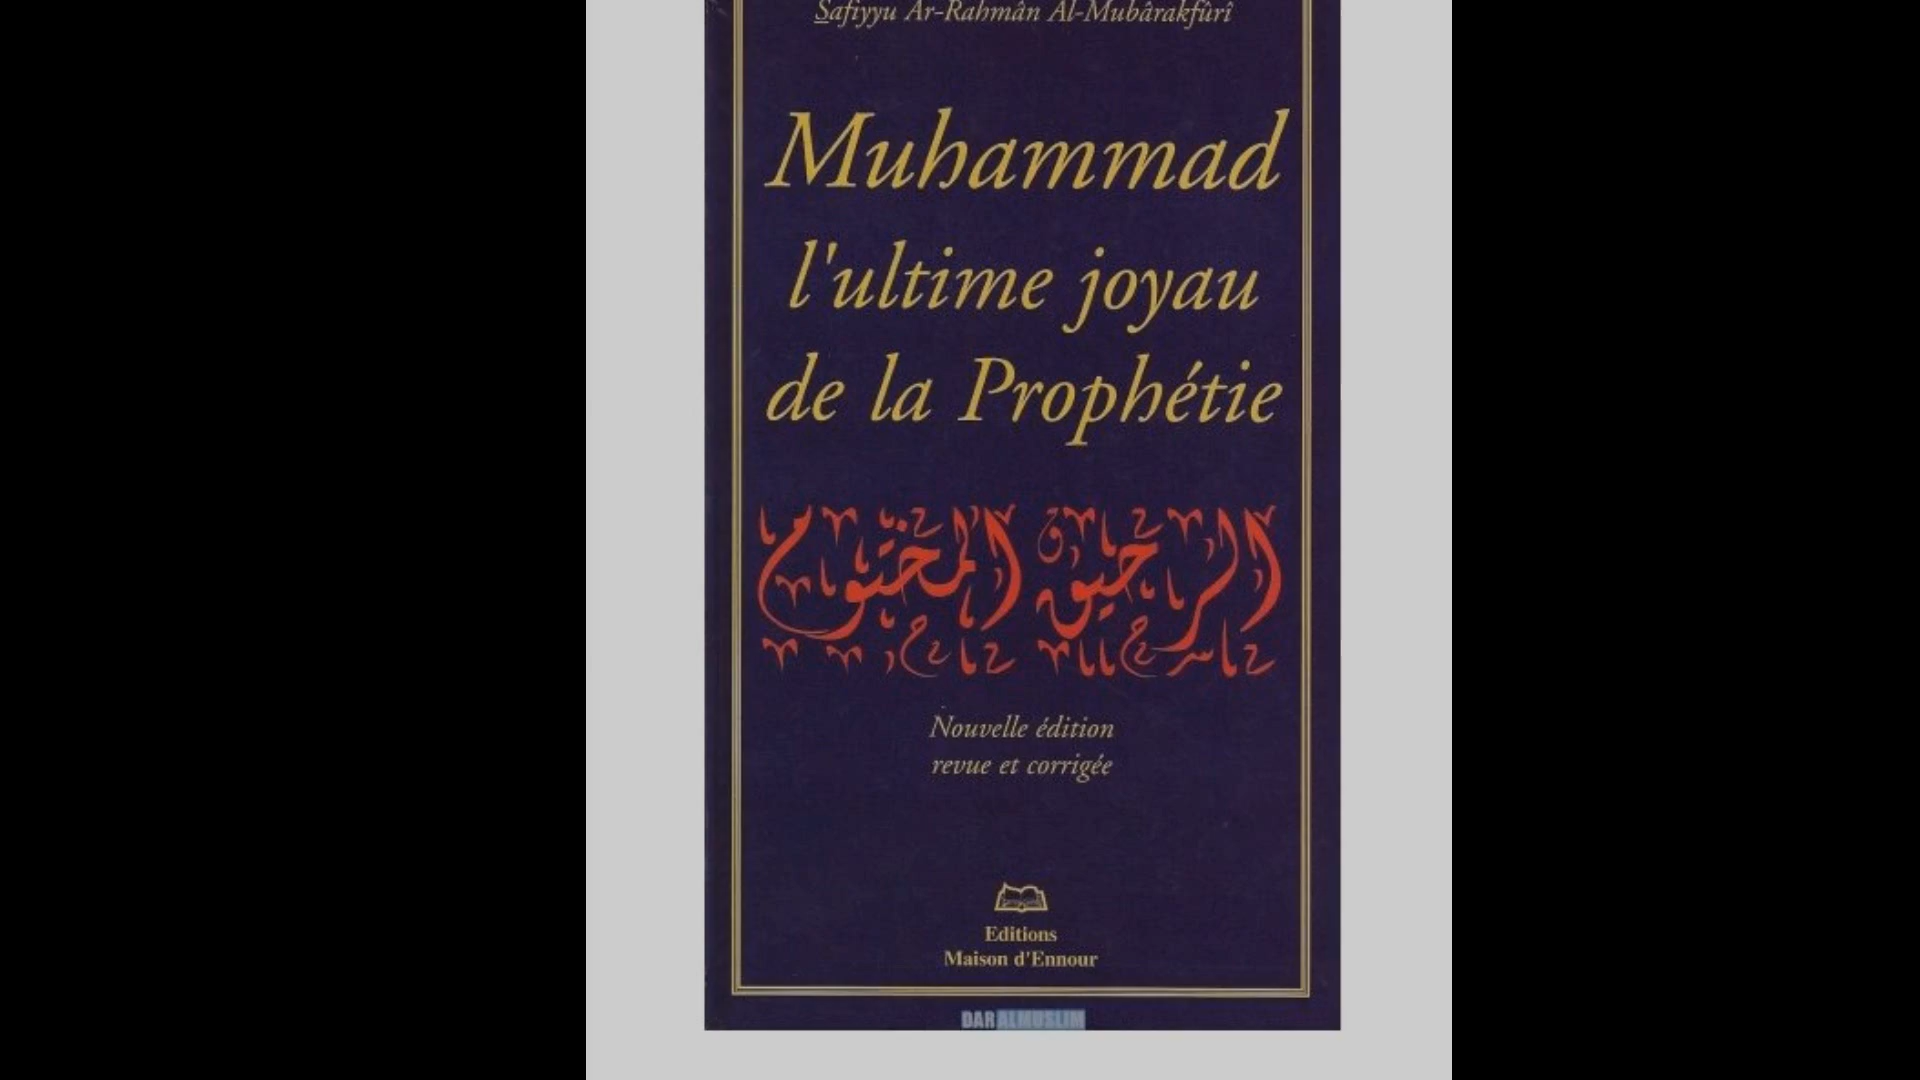 Safiyyu Ar-Rahmân Al-Mubârakfûrî
Muhammad
l'ultime joyau
de la Prophétie
الرحيق المختوم
Nouvelle édition
revue et corrigée
Editions
Maison d'Ennour
DARALMUSLIM